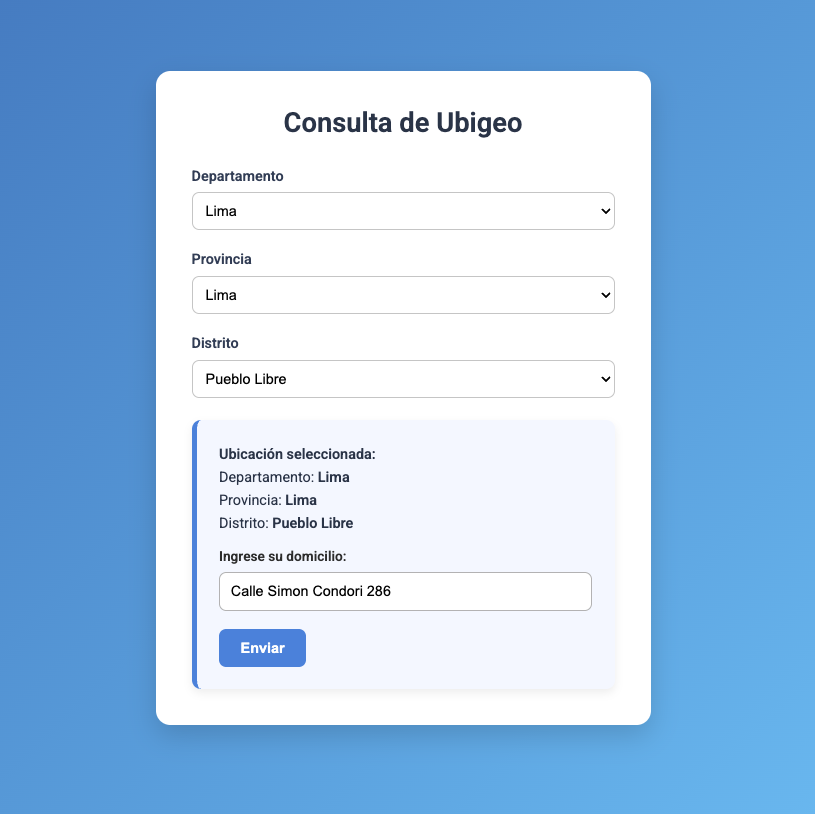 Consulta de Ubigeo
Departamento
Lima
Provincia
Lima
Distrito
Pueblo Libre
Ubicación seleccionada:
Departamento: Lima
Provincia: Lima
Distrito: Pueblo Libre
Ingrese su domicilio:
Calle Simon Condori 286
Enviar